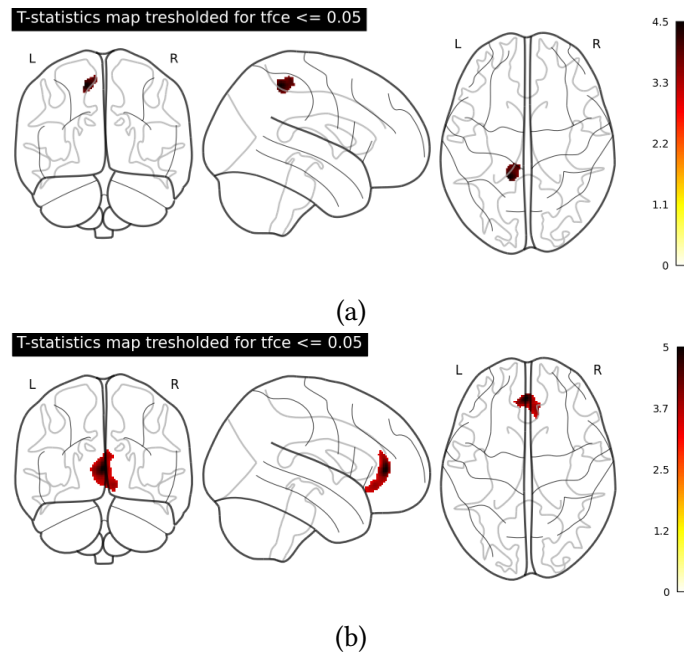 T-statistics map tresholded for tfce <= 0.05
L R L R
4.5
3.3
2.2
1.1
0
(a)
T-statistics map tresholded for tfce <= 0.05
L R L R
5
3.7
2.5
1.2
0
(b)